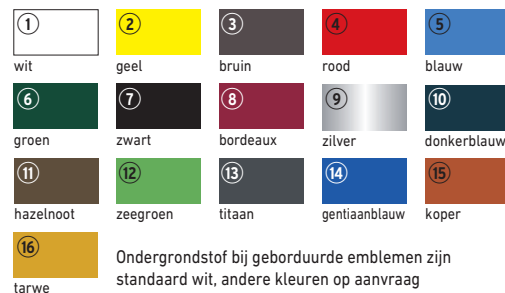 1 2 3 4 5
wit geel bruin rood blauw
6 7 8 9 10
groen zwart bordeaux zilver donkerblauw
11 12 13 14 15
hazelnoot zeegroen titaan gentiaanblauw koper
16
tarwe
Ondergrondstof bij geborduurde emblemen zijn
standaard wit, andere kleuren op aanvraag